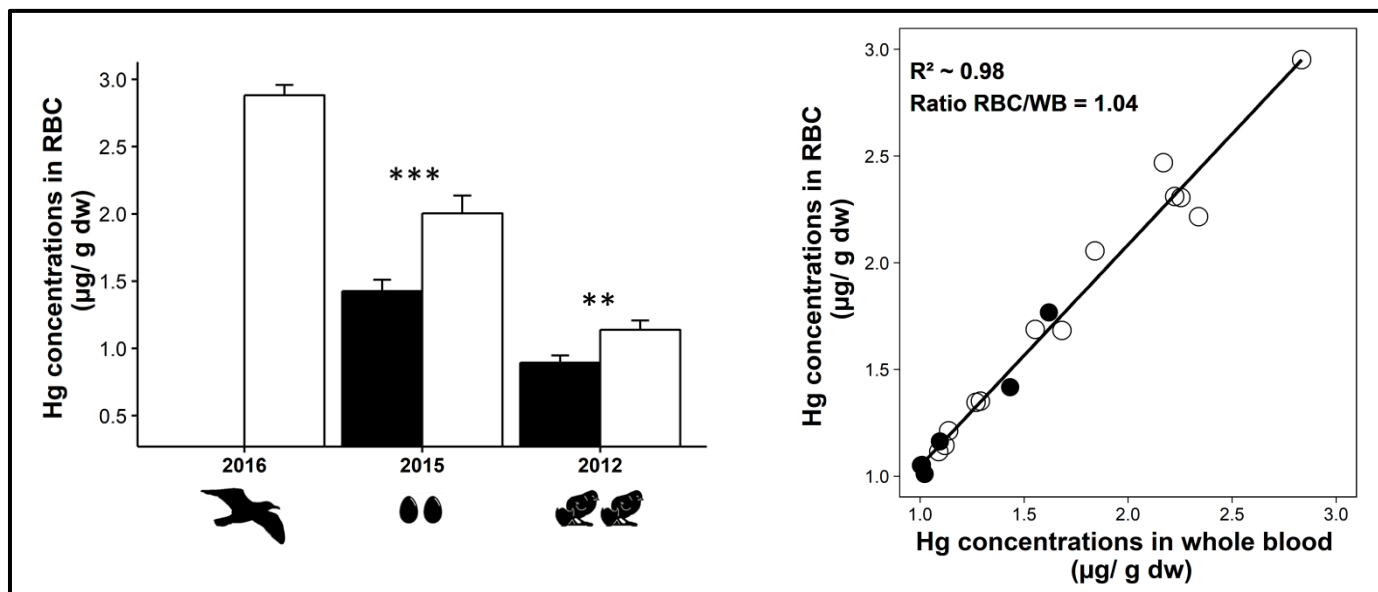 Hg concentrations in RBC
(µg/ g dw)
3.0
2.5
2.0
1.5
1.0
0.5
***
**
2016
2015
2012
R² ~ 0.98
Ratio RBC/WB = 1.04
Hg concentrations in RBC
(µg/ g dw)
3.0
2.5
2.0
1.5
1.0
1.0
1.5
2.0
2.5
3.0
Hg concentrations in whole blood
(µg/ g dw)